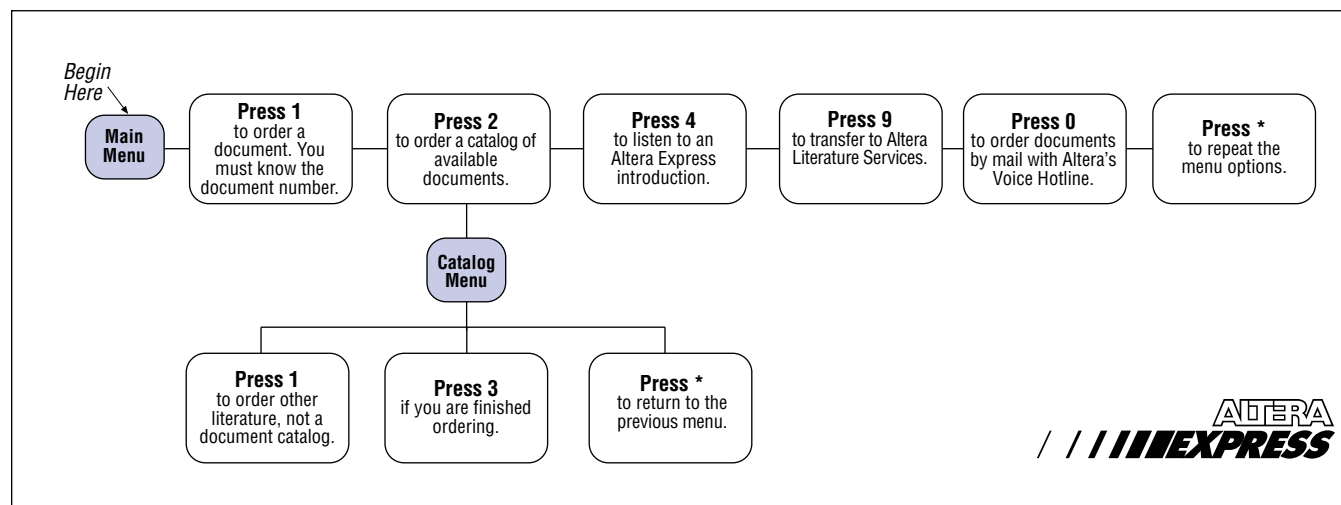 Begin
Here
Main
Menu
Press 1
to order a
document. You
must know the
document number.
Press 2
to order a catalog of
available
documents.
Press 4
to listen to an
Altera Express
introduction.
Press 9
to transfer to Altera
Literature Services.
Press 0
to order documents
by mail with Altera's
Voice Hotline.
Press *
to repeat the
menu options.
Catalog
Menu
Press 1
to order other
literature, not a
document catalog.
Press 3
if you are finished
ordering.
Press *
to return to the
previous menu.
ALTERA
EXPRESS